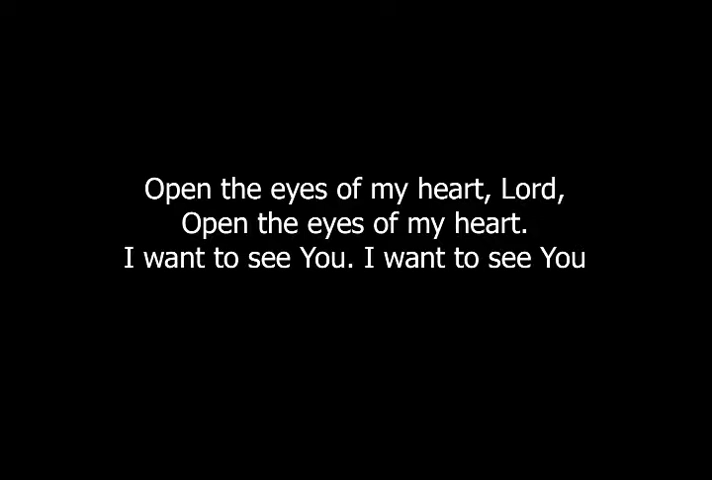 Open the eyes of my heart, Lord,
Open the eyes of my heart.
I want to see You. I want to see You